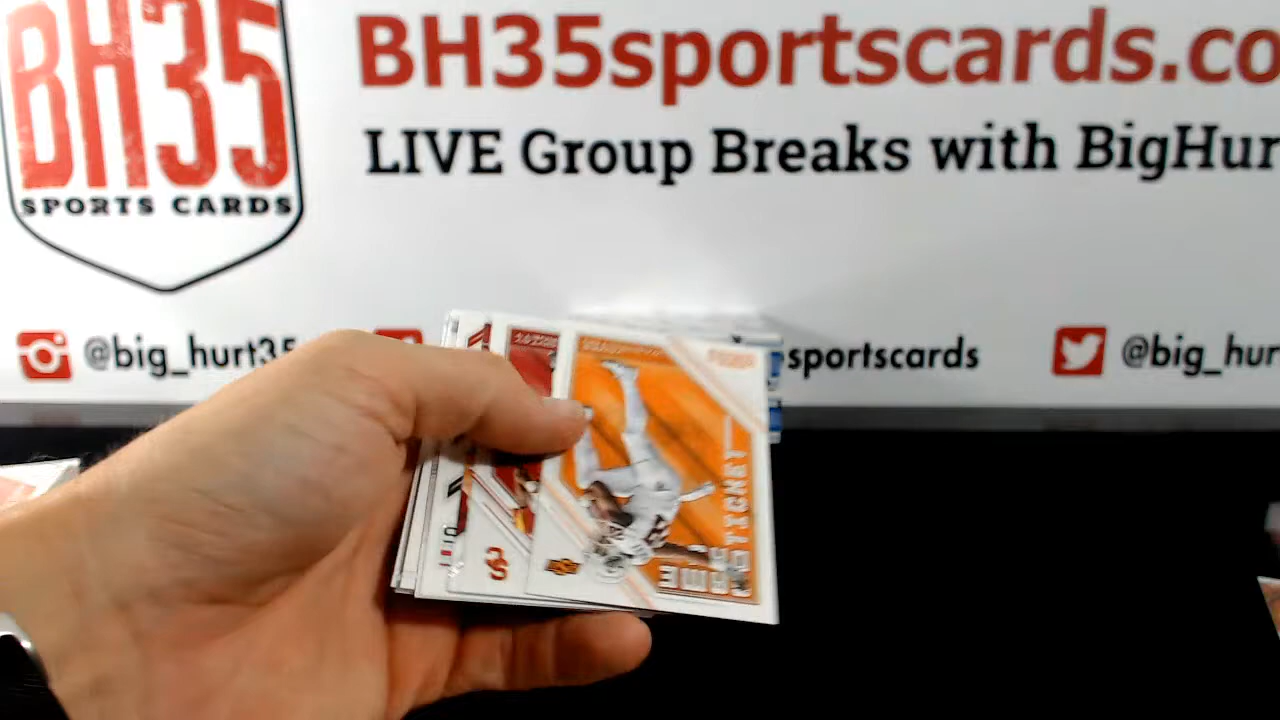 BH35
SPORTS CARDS
BH35sportscards.co
LIVE Group Breaks with BigHur
@big_hurt35
sportscards
@big_hur